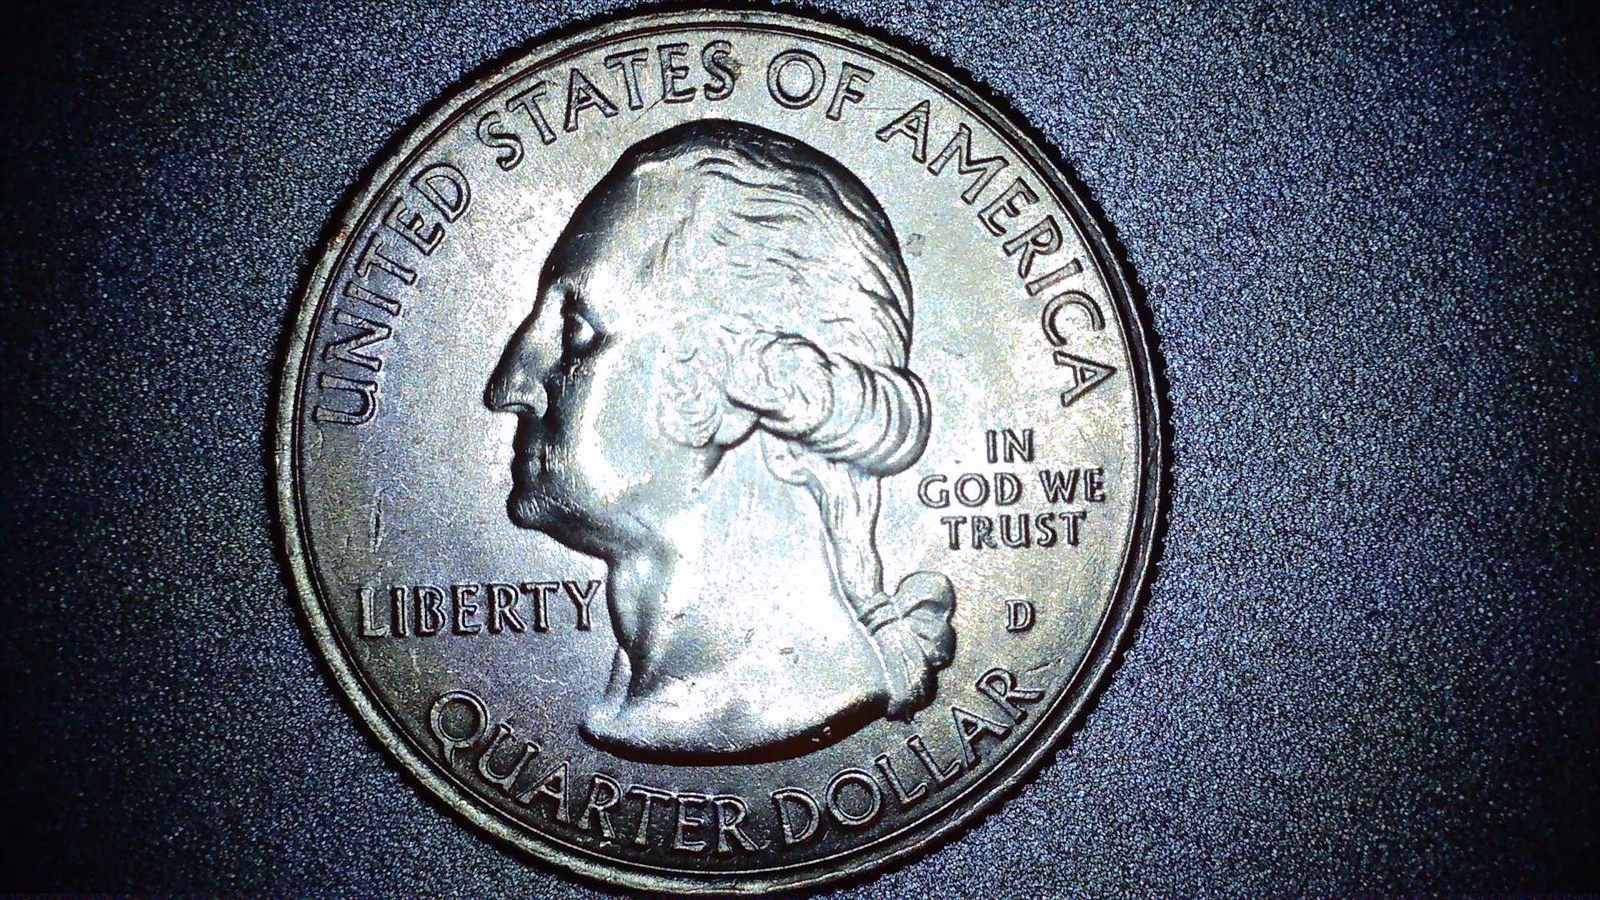 UNITED STATES OF AMERICA
IN
GOD WE
TRUST
LIBERTY
D
QUARTER DOLLAR